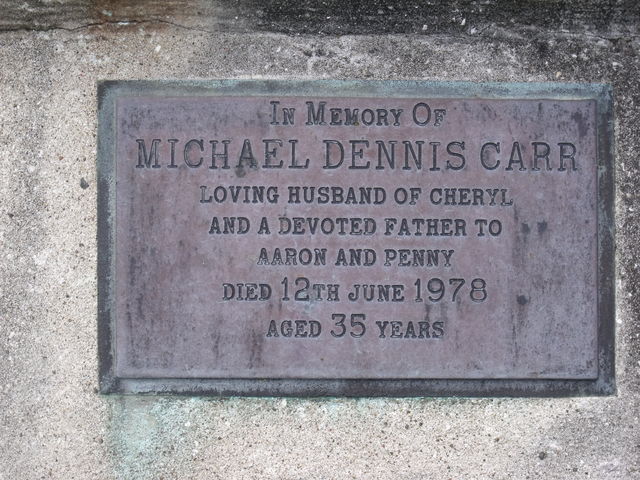 In Memory Of
MICHAEL DENNIS CARR
LOVING HUSBAND OF CHERYL
AND A DEVOTED FATHER TO
AARON AND PENNY
DIED 12TH JUNE 1978
AGED 35 YEARS